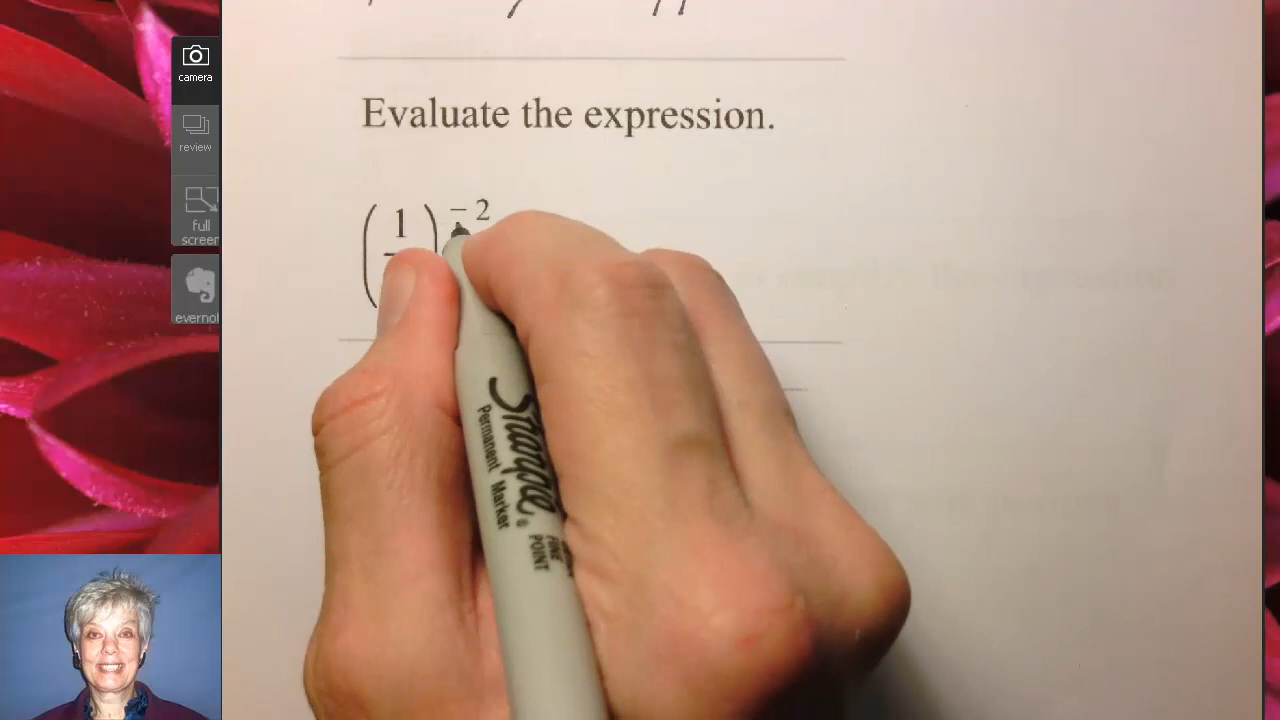 camera
review
full
screen
evernot
Evaluate the expression.
(1
)
− 2
Sharpie
Permanent Marker
FINE
POINT